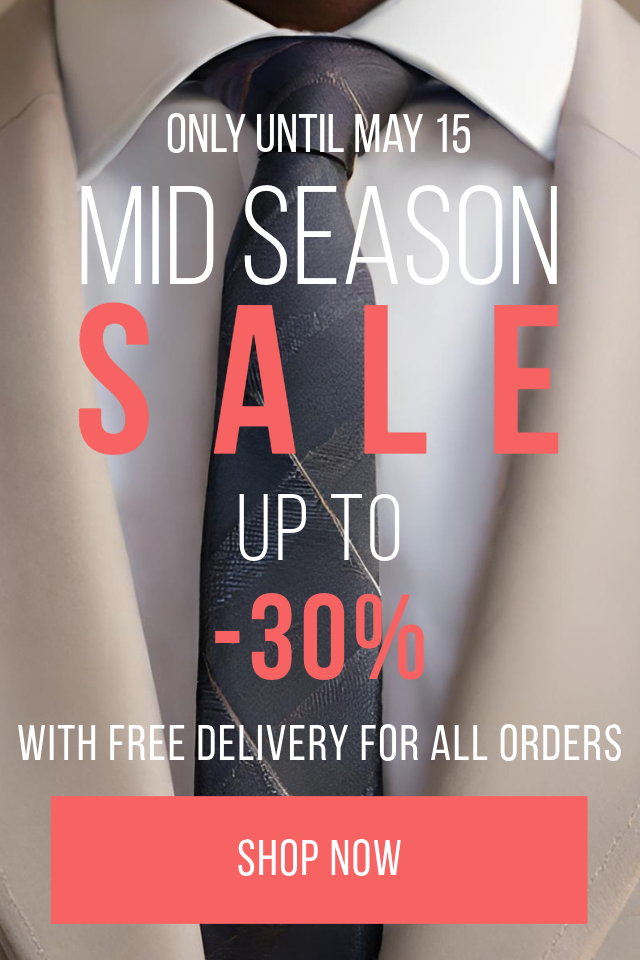 ONLY UNTIL MAY 15
MID SEASON
SALE
UP TO
-30%
WITH FREE DELIVERY FOR ALL ORDERS
SHOP NOW